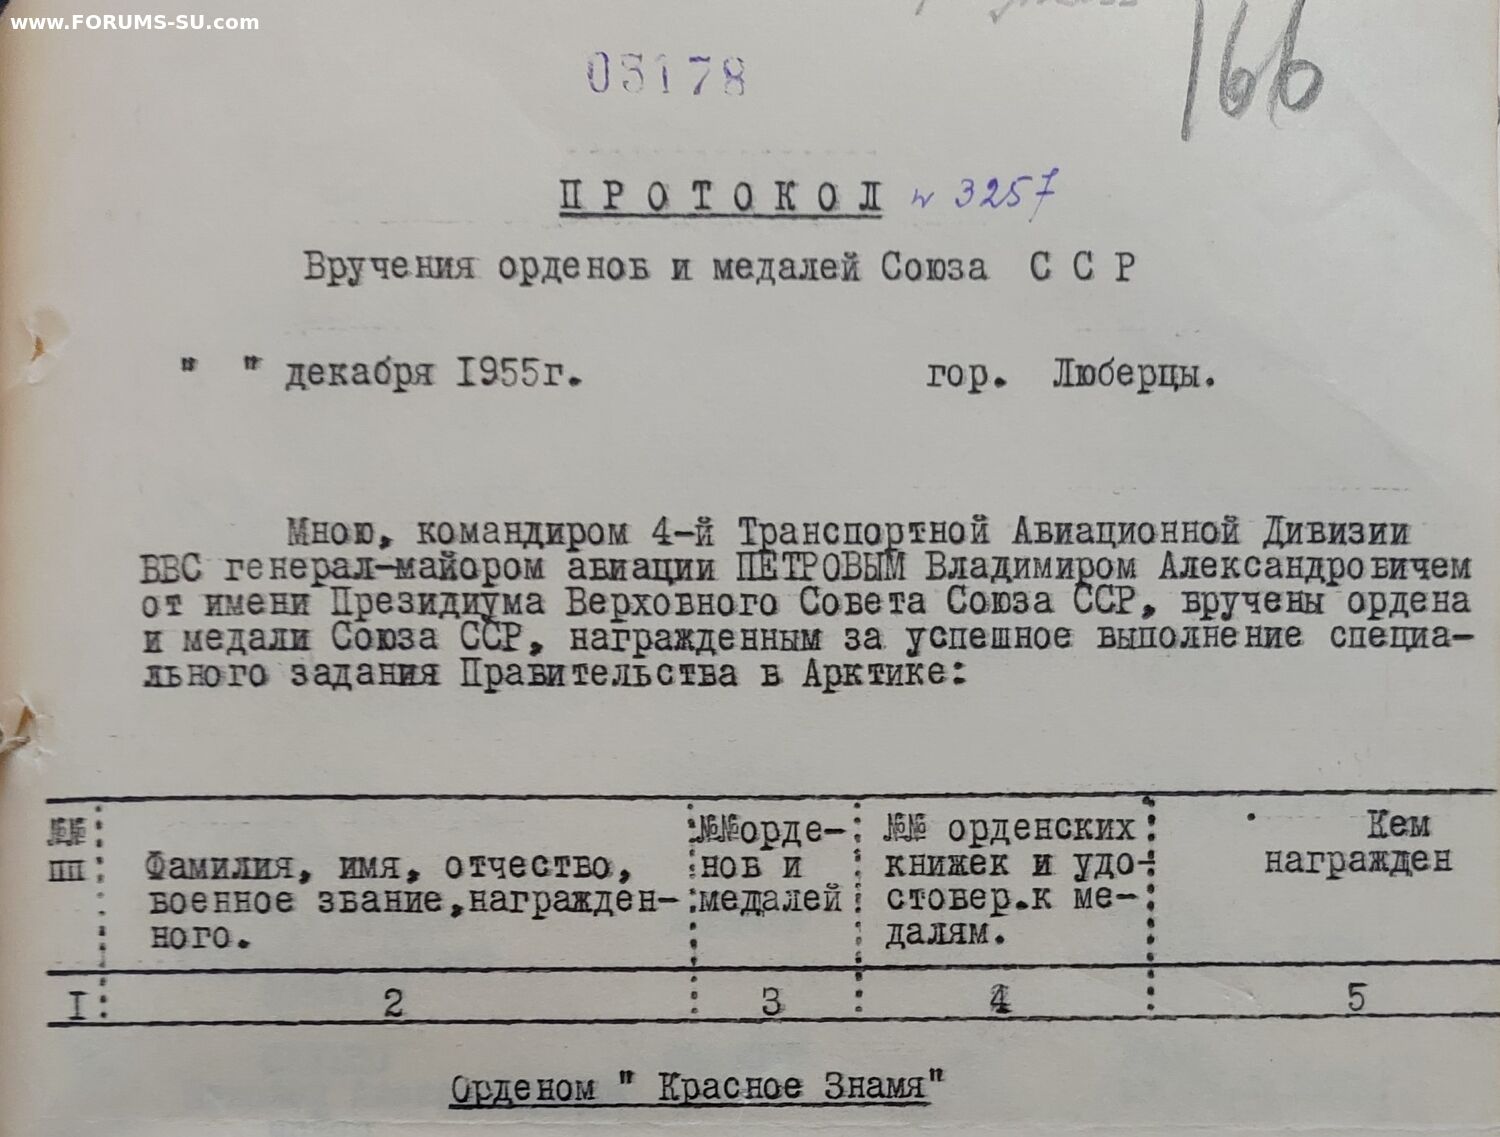 www.FORUMS-SU.com
166
05178
ПРОТОКОЛ № 3257
Вручения орденов и медалей Союза С С Р
" " декабря 1955г. гор. Люберцы.
Мною, командиром 4-й Транспортной Авиационной Дивизии
ВВС генерал-майором авиации ПЕТРОВЫМ Владимиром Александровичем
от имени Президиума Верховного Совета Союза ССР, вручены ордена
и медали Союза ССР, награжденным за успешное выполнение специа-
льного задания Правительства в Арктике:
№№ пп
Фамилия, имя, отчество,
военное звание,награжден-
ного.
№№орде-
нов и
медалей
№№ орденских
книжек и удо-
стовер.к ме-
далям.
Кем
награжден
I 2 3 4 5
Орденом " Красное Знамя"